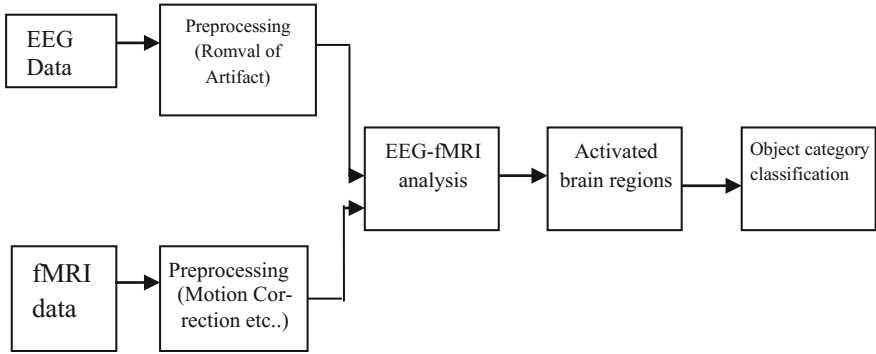 EEG
Data
Preprocessing
(Romval of
Artifact)
EEG-fMRI
analysis
Activated
brain regions
Object category
classification
fMRI
data
Preprocessing
(Motion Cor-
rection etc..)